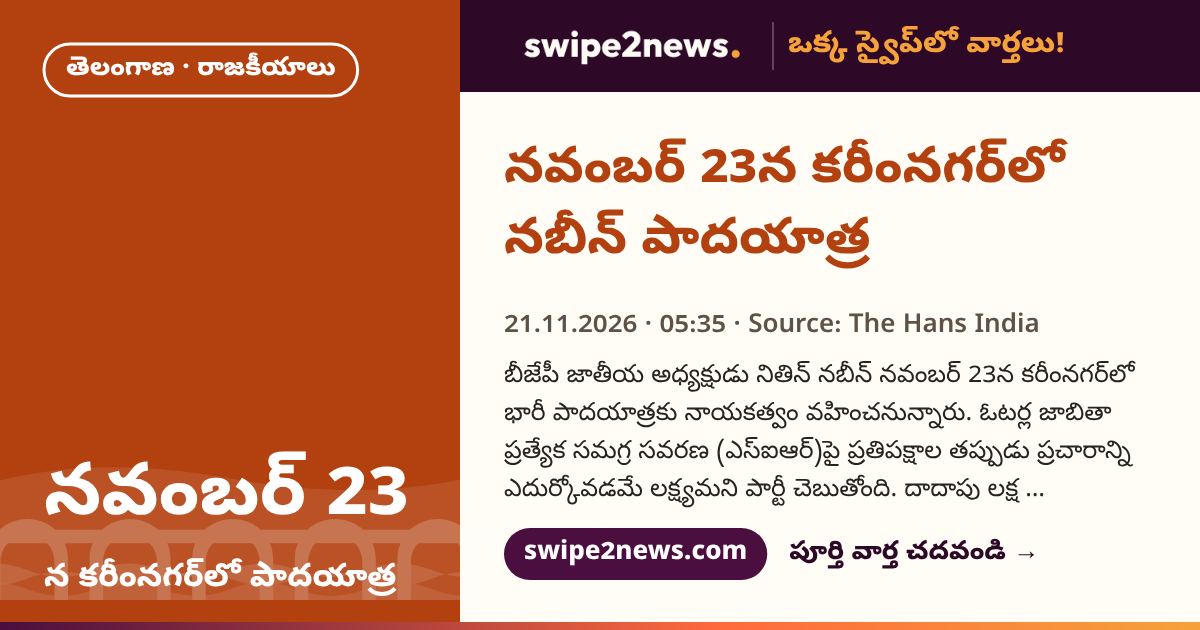 తెలంగాణ · రాజకీయాలు
నవంబర్ 23
న కరీంనగర్‌లో పాదయాత్ర
swipe2news.
ఒక్క స్వైప్‌లో వార్తలు!
నవంబర్ 23న కరీంనగర్‌లో
నబీన్ పాదయాత్ర
21.11.2026 · 05:35 · Source: The Hans India
బీజేపీ జాతీయ అధ్యక్షుడు నితిన్ నబీన్ నవంబర్ 23న కరీంనగర్‌లో
భారీ పాదయాత్రకు నాయకత్వం వహించనున్నారు. ఓటర్ల జాబితా
ప్రత్యేక సమగ్ర సవరణ (ఎస్ఐఆర్)పై ప్రతిపక్షాల తప్పుడు ప్రచారాన్ని
ఎదుర్కోవడమే లక్ష్యమని పార్టీ చెబుతోంది. దాదాపు లక్ష ...
swipe2news.com
పూర్తి వార్త చదవండి →